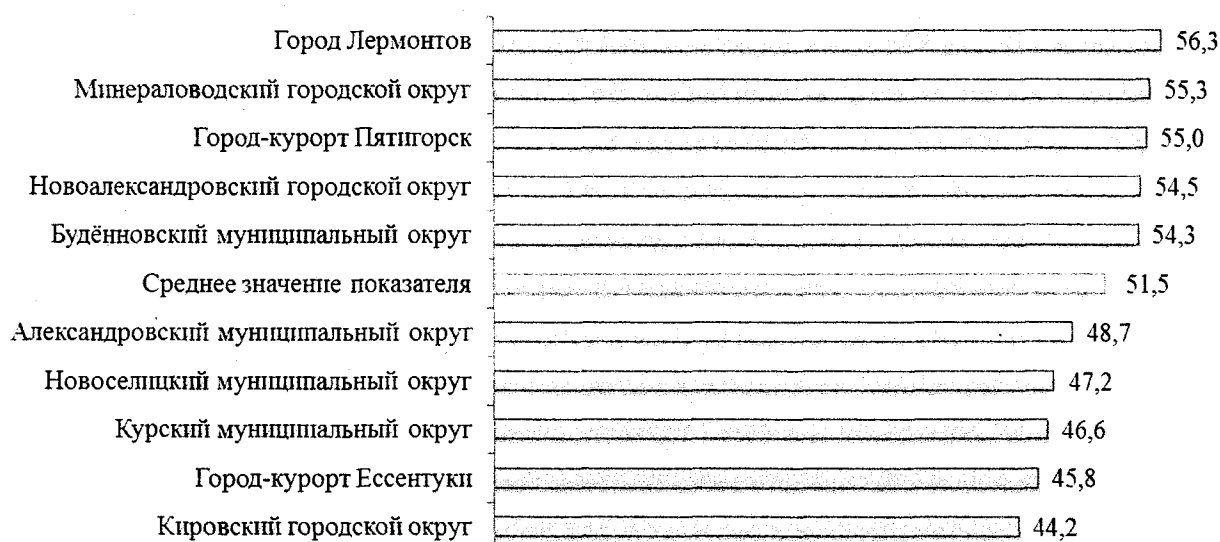 Город Лермонтов 56,3
Минераловодский городской округ 55,3
Город-курорт Пятигорск 55,0
Новоалександровский городской округ 54,5
Будённовский муниципальный округ 54,3
Среднее значение показателя 51,5
Александровский муниципальный округ 48,7
Новоселицкий муниципальный округ 47,2
Курский муниципальный округ 46,6
Город-курорт Ессентуки 45,8
Кировский городской округ 44,2